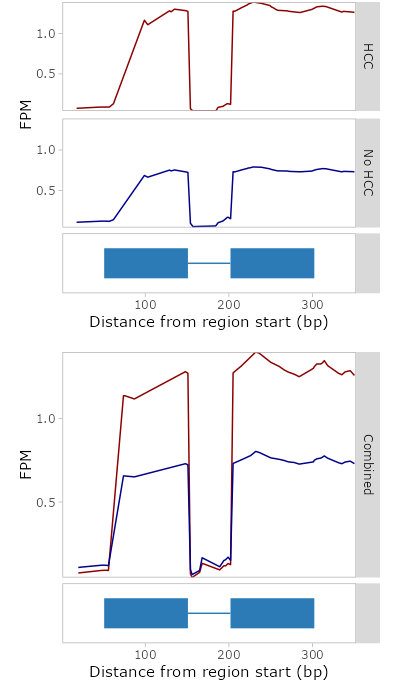 1.0
0.5
HCC
FPM
1.0
0.5
No HCC
100 200 300
Distance from region start (bp)
1.0
0.5
FPM
Combined
100 200 300
Distance from region start (bp)